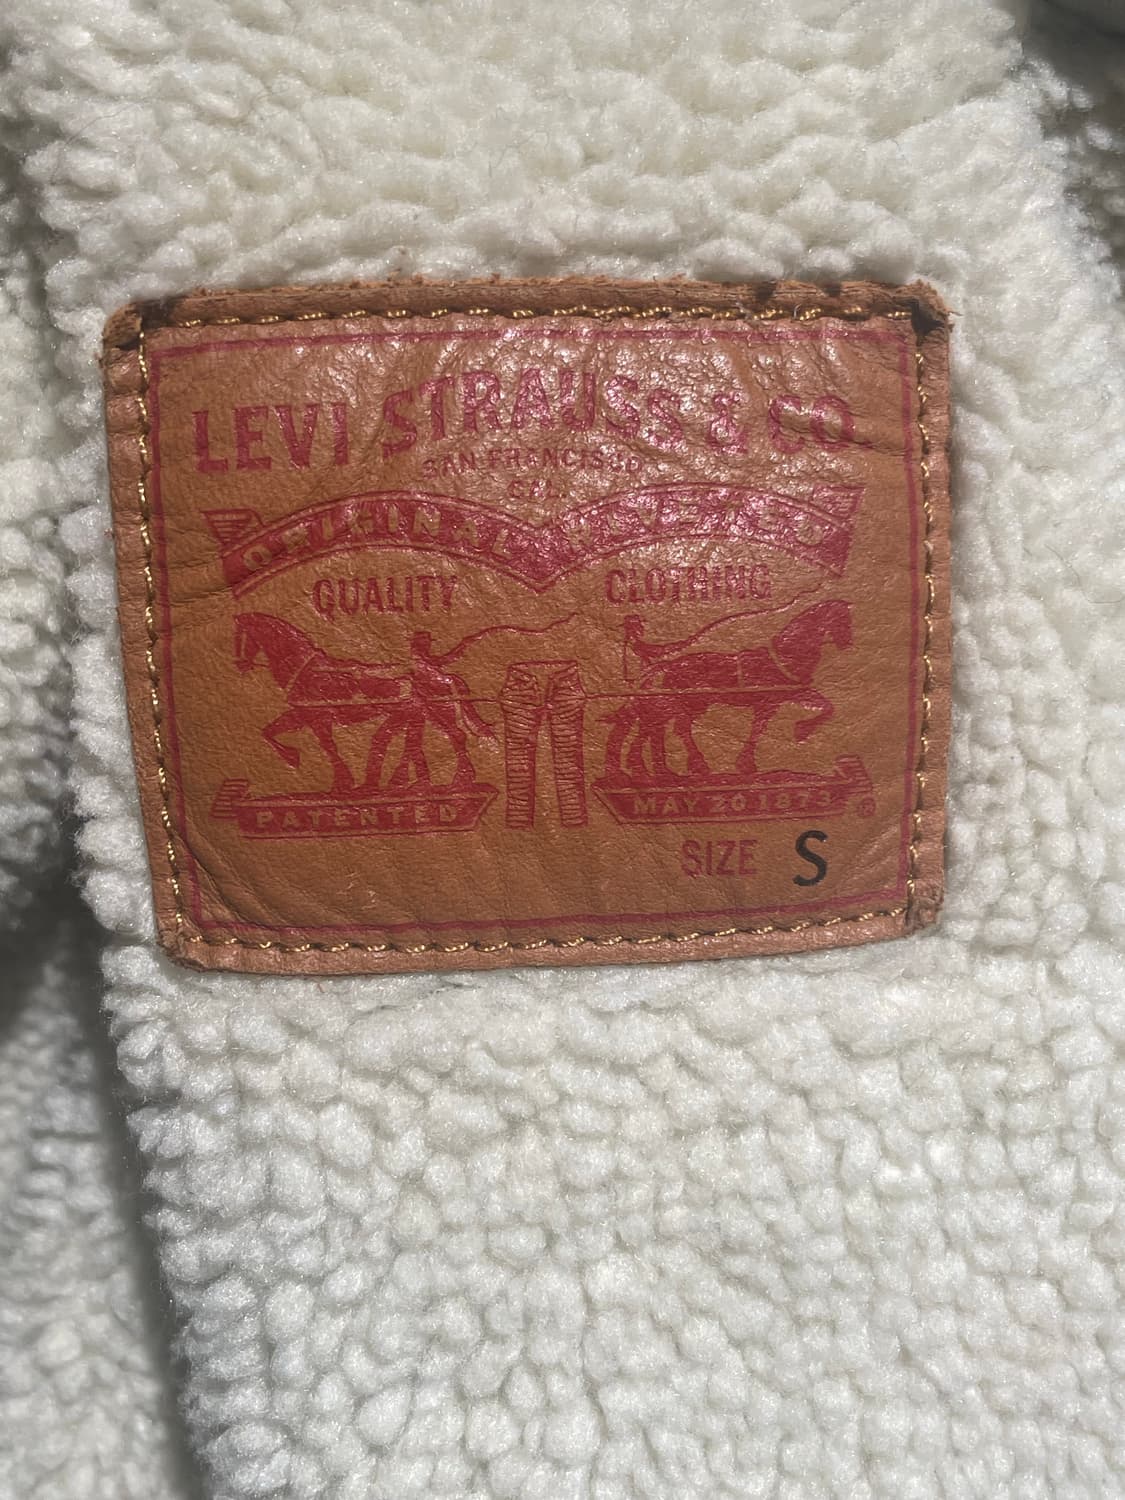 LEVI STRAUSS & CO
SAN FRANCISCO
CAL.
ORIGINAL RIVETED
QUALITY CLOTHING
PATENTED MAY 20 1873 ®
SIZE S